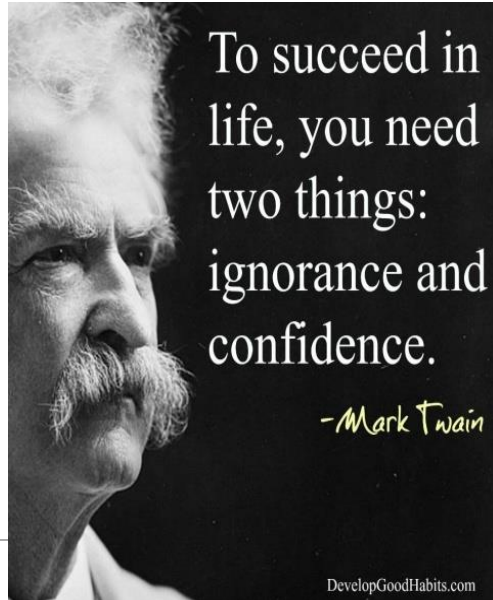 To succeed in
life, you need
two things:
ignorance and
confidence.
-Mark Twain
DevelopGoodHabits.com